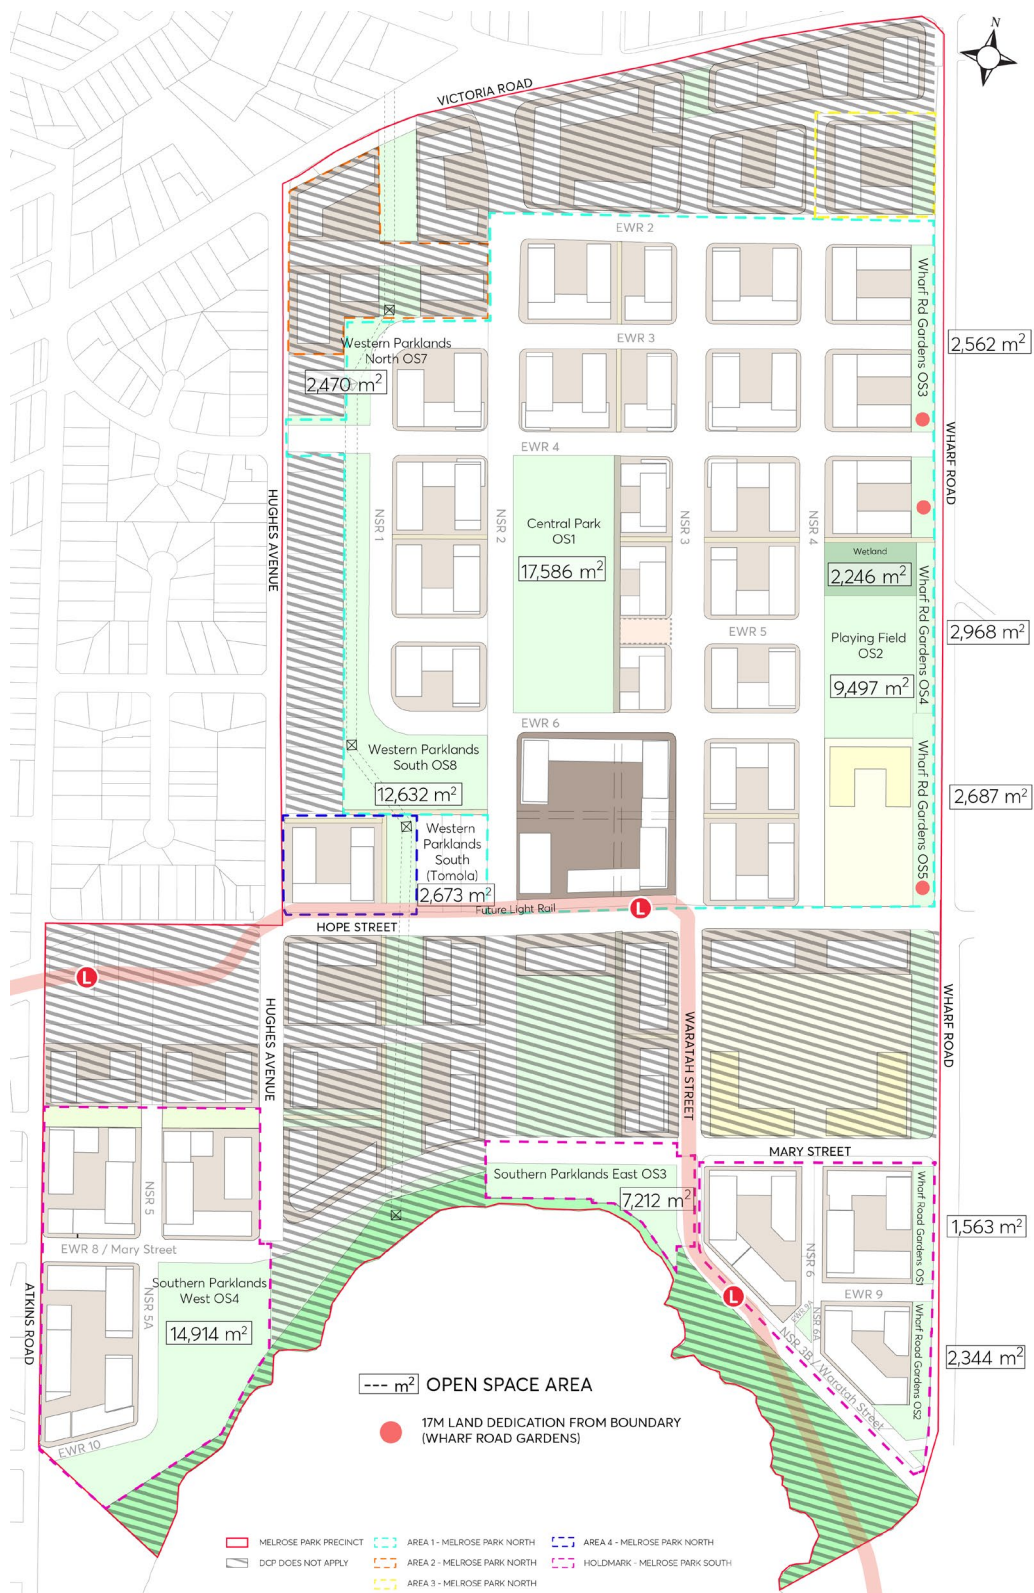 N
VICTORIA ROAD
EWR 2
Wharf Rd Gardens OS3
2,562 m²
EWR 3
Western Parklands
North OS7
2,470 m²
EWR 4
WHARF ROAD
HUGHES AVENUE
NSR 1
NSR 2
Central Park
OS1
17,586 m²
NSR 3
NSR 4
Wetland
2,246 m²
Wharf Rd Gardens OS4
2,968 m²
EWR 5
Playing Field
OS2
9,497 m²
EWR 6
Western Parklands
South OS8
12,632 m²
Wharf Rd Gardens OS5
2,687 m²
Western
Parklands
South
(Tomola)
2,673 m²
Future Light Rail
L
HOPE STREET
L
HUGHES AVENUE
WARATAH STREET
WHARF ROAD
MARY STREET
Southern Parklands East OS3
7,212 m²
NSR 5
EWR 8 / Mary Street
NSR 6
Wharf Road Gardens OS1
1,563 m²
ATKINS ROAD
NSR 5A
Southern Parklands
West OS4
14,914 m²
EWR 9
L
EWR 9A
NSR 6A
NSR 3B / Waratah Street
Wharf Road Gardens OS2
2,344 m²
EWR 10
--- m² OPEN SPACE AREA
17M LAND DEDICATION FROM BOUNDARY
(WHARF ROAD GARDENS)
MELROSE PARK PRECINCT
AREA 1 - MELROSE PARK NORTH
AREA 4 - MELROSE PARK NORTH
DCP DOES NOT APPLY
AREA 2 - MELROSE PARK NORTH
HOLDMARK - MELROSE PARK SOUTH
AREA 3 - MELROSE PARK NORTH